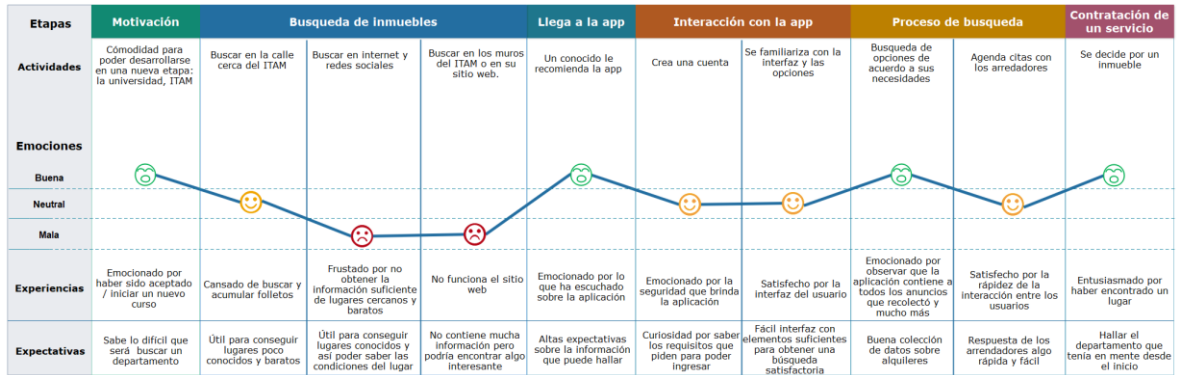 Etapas
Motivación
Busqueda de inmuebles
Llega a la app
Interacción con la app
Proceso de busqueda
Contratación de
un servicio
Actividades
Cómodidad para
poder desarrollarse
en una nueva etapa:
la universidad, ITAM
Buscar en la calle
cerca del ITAM
Buscar en internet y
redes sociales
Buscar en los muros
del ITAM o en su
sitio web.
Un conocido le
recomienda la app
Crea una cuenta
Se familiariza con la
interfaz y las
opciones
Busqueda de
opciones de
acuerdo a sus
necesidades
Agenda citas con
los arredadores
Se decide por un
inmueble
Emociones
Buena
Neutral
Mala
Experiencias
Emocionado por
haber sido aceptado
/ iniciar un nuevo
curso
Cansado de buscar y
acumular folletos
Frustado por no
obtener la
información suficiente
de lugares cercanos y
baratos
No funciona el sitio
web
Emocionado por lo
que ha escuchado
sobre la aplicación
Emocionado por la
seguridad que brinda
la aplicación
Satisfecho por la
interfaz del usuario
Emocionado por
observar que la
aplicación contiene a
todos los anuncios
que recolectó y
mucho más
Satisfecho por la
rápidez de la
interacción entre los
usuarios
Entusiasmado por
haber encontrado un
lugar
Expectativas
Sabe lo difícil que
será buscar un
departamento
Útil para conseguir
lugares poco
conocidos y baratos
Útil para conseguir
lugares conocidos y
así poder saber las
condiciones del lugar
No contiene mucha
información pero
podría encontrar algo
interesante
Altas expectativas
sobre la información
que puede hallar
Curiosidad por saber
los requisitos que
piden para poder
ingresar
Fácil interfaz con
elementos suficientes
para obtener una
búsqueda
satisfactoria
Buena colección
de datos sobre
alquileres
Respuesta de los
arrendadores algo
rápida y fácil
Hallar el
departamento que
tenía en mente desde
el inicio